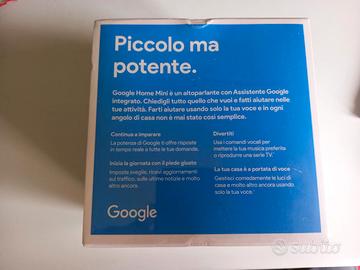 Piccolo ma
potente.
Google Home Mini è un altoparlante con Assistente Google
integrato. Chiedigli tutto quello che vuoi e fatti aiutare nelle
tue attività. Farti aiutare usando solo la tua voce e in ogni
angolo di casa non è mai stato così semplice.
Continua a imparare
La potenza di Google ti offre risposte
in tempo reale a tutte le tue domande.
Inizia la giornata con il piede giusto
Imposta sveglie, ricevi aggiornamenti
sul traffico, sulle ultime notizie e molto
altro ancora.
Divertiti
Usa i comandi vocali per
mettere la tua musica preferita
o riprodurre una serie TV.
La tua casa è a portata di voce
Gestisci comodamente le luci di
casa e molto altro ancora usando
solo la tua voce.
Google
subito